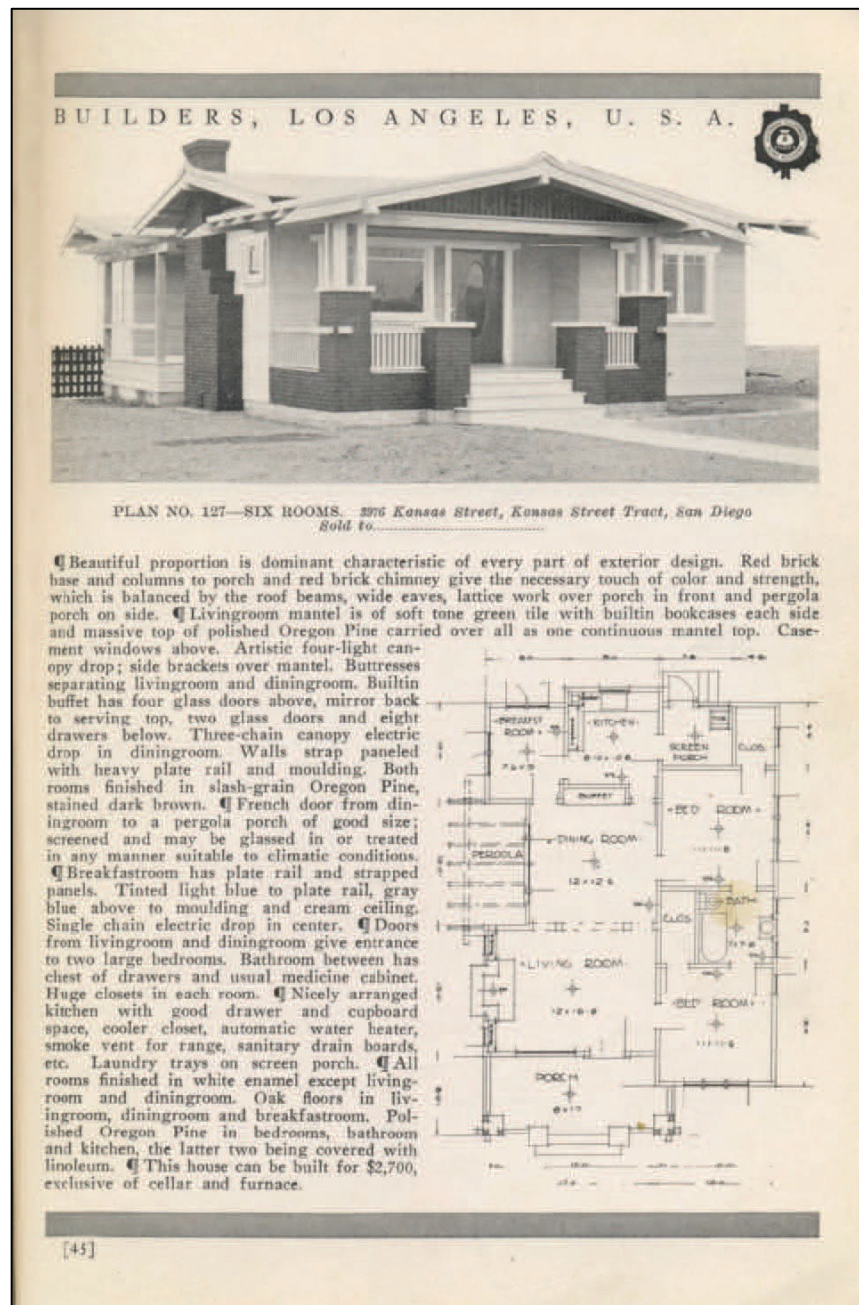 BUILDERS, LOS ANGELES, U. S. A.
PLAN NO. 127—SIX ROOMS. 3976 Kansas Street, Kansas Street Tract, San Diego
Sold to
¶ Beautiful proportion is dominant characteristic of every part of exterior design. Red brick
base and columns to porch and red brick chimney give the necessary touch of color and strength,
which is balanced by the roof beams, wide eaves, lattice work over porch in front and pergola
porch on side. ¶ Livingroom mantel is of soft tone green tile with builtin bookcases each side
and massive top of polished Oregon Pine carried over all as one continuous mantel top. Case-
ment windows above. Artistic four-light can-
opy drop; side brackets over mantel. Buttresses
separating livingroom and diningroom. Builtin
buffet has four glass doors above, mirror back
to serving top, two glass doors and eight
drawers below. Three-chain canopy electric
drop in diningroom. Walls strap paneled
with heavy plate rail and moulding. Both
rooms finished in slash-grain Oregon Pine,
stained dark brown. ¶ French door from din-
ingroom to a pergola porch of good size;
screened and may be glassed in or treated
in any manner suitable to climatic conditions.
¶ Breakfastroom has plate rail and strapped
panels. Tinted light blue to plate rail, gray
blue above to moulding and cream ceiling.
Single chain electric drop in center. ¶ Doors
from livingroom and diningroom give entrance
to two large bedrooms. Bathroom between has
chest of drawers and usual medicine cabinet.
Huge closets in each room. ¶ Nicely arranged
kitchen with good drawer and cupboard
space, cooler closet, automatic water heater,
smoke vent for range, sanitary drain boards,
etc. Laundry trays on screen porch. ¶ All
rooms finished in white enamel except living-
room and diningroom. Oak floors in liv-
ingroom, diningroom and breakfastroom. Pol-
ished Oregon Pine in bedrooms, bathroom
and kitchen, the latter two being covered with
linoleum. ¶ This house can be built for $2,700,
exclusive of cellar and furnace.
BREAKFAST
ROOM
KITCHEN
SCREEN
PORCH
CLOS.
BUFFET
BED ROOM
DINING ROOM
PERGOLA
BATH
CLOS
LIVING ROOM
BED ROOM
PORCH
8x17
[45]